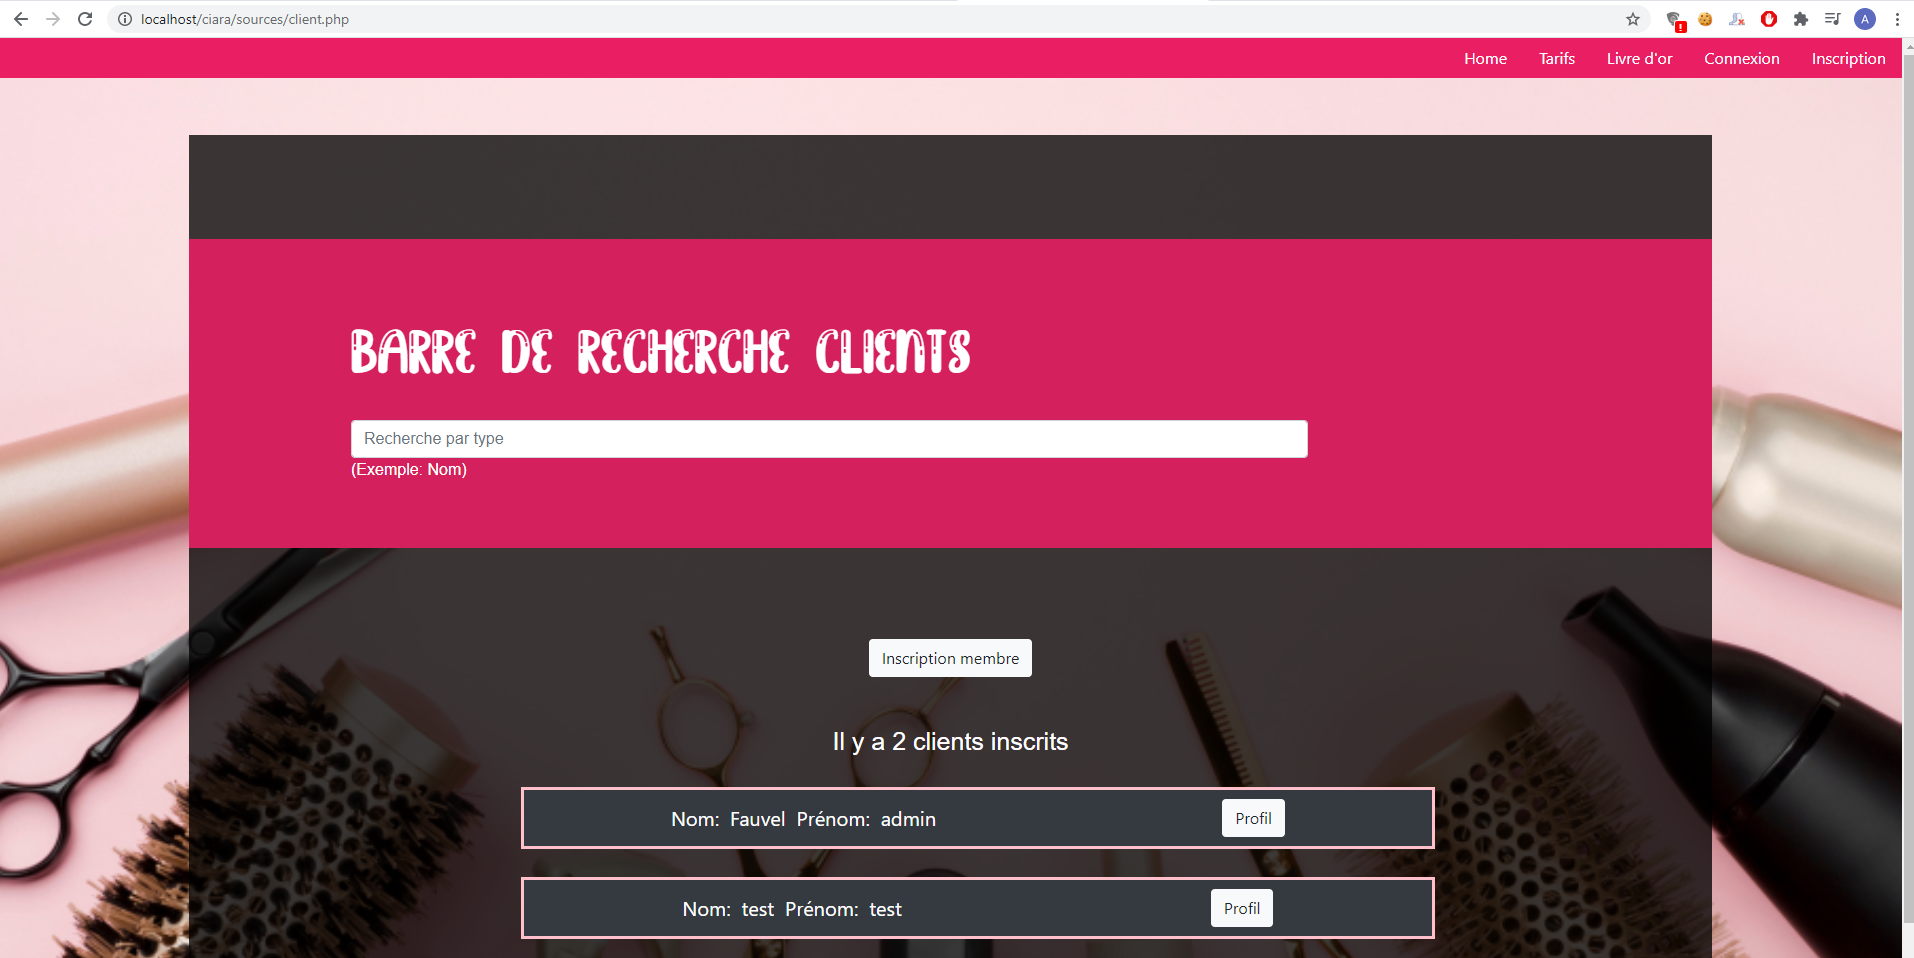 localhost/ciara/sources/client.php
A
Home Tarifs Livre d'or Connexion Inscription
BARRE DE RECHERCHE CLIENTS
Recherche par type
(Exemple: Nom)
Inscription membre
Il y a 2 clients inscrits
Nom: Fauvel Prénom: admin Profil
Nom: test Prénom: test Profil